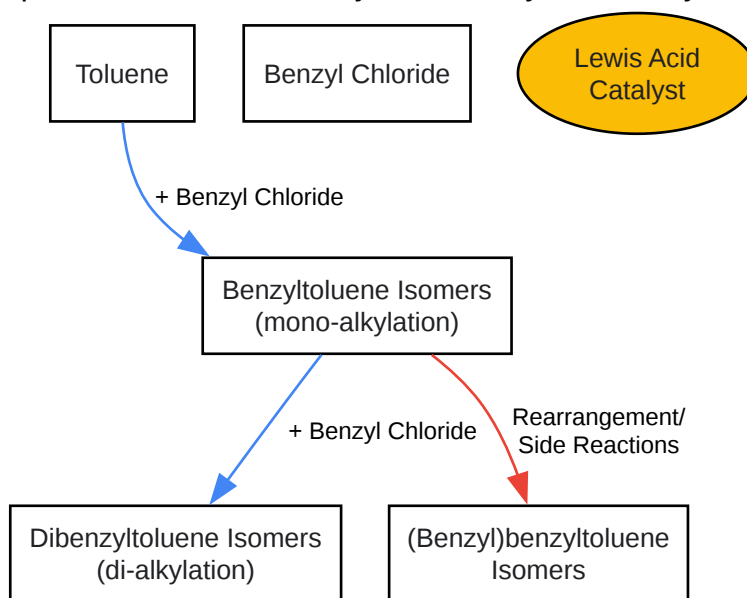 Toluene
Benzyl Chloride
Lewis Acid
Catalyst
+ Benzyl Chloride
Benzyltoluene Isomers
(mono-alkylation)
+ Benzyl Chloride
Rearrangement/
Side Reactions
Dibenzyltoluene Isomers
(di-alkylation)
(Benzyl)benzyltoluene
Isomers